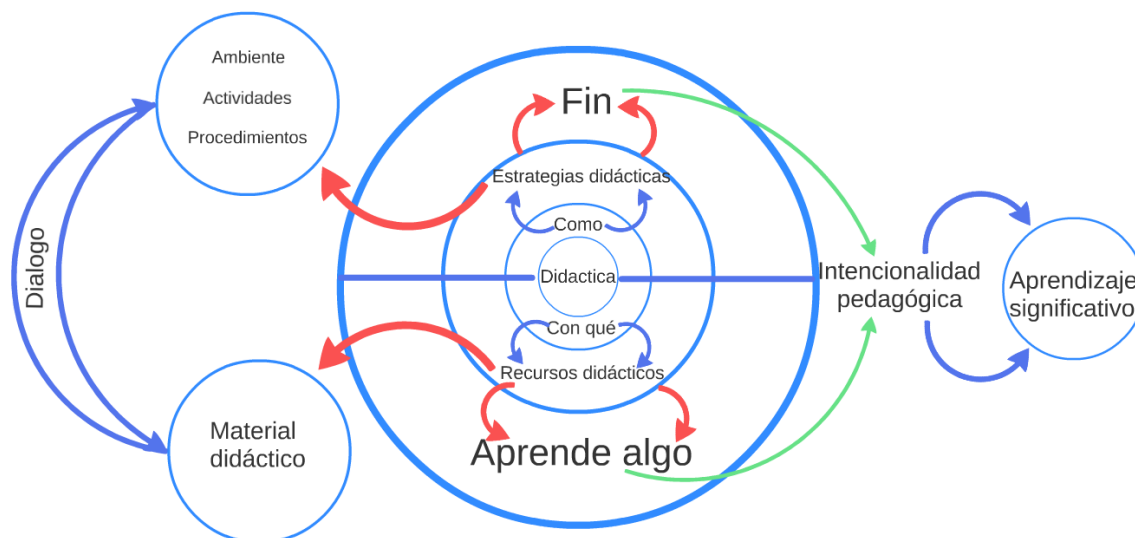 Ambiente
Actividades
Procedimientos
Dialogo
Material
didáctico
Fin
Estrategias didácticas
Como
Didactica
Con qué
Recursos didácticos
Aprende algo
Intencionalidad
pedagógica
Aprendizaje
significativo